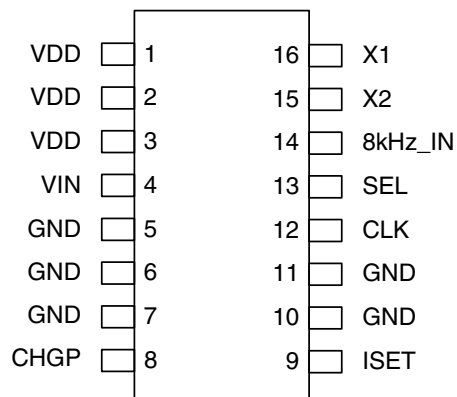 VDD 1 16 X1
VDD 2 15 X2
VDD 3 14 8kHz_IN
VIN 4 13 SEL
GND 5 12 CLK
GND 6 11 GND
GND 7 10 GND
CHGP 8 9 ISET